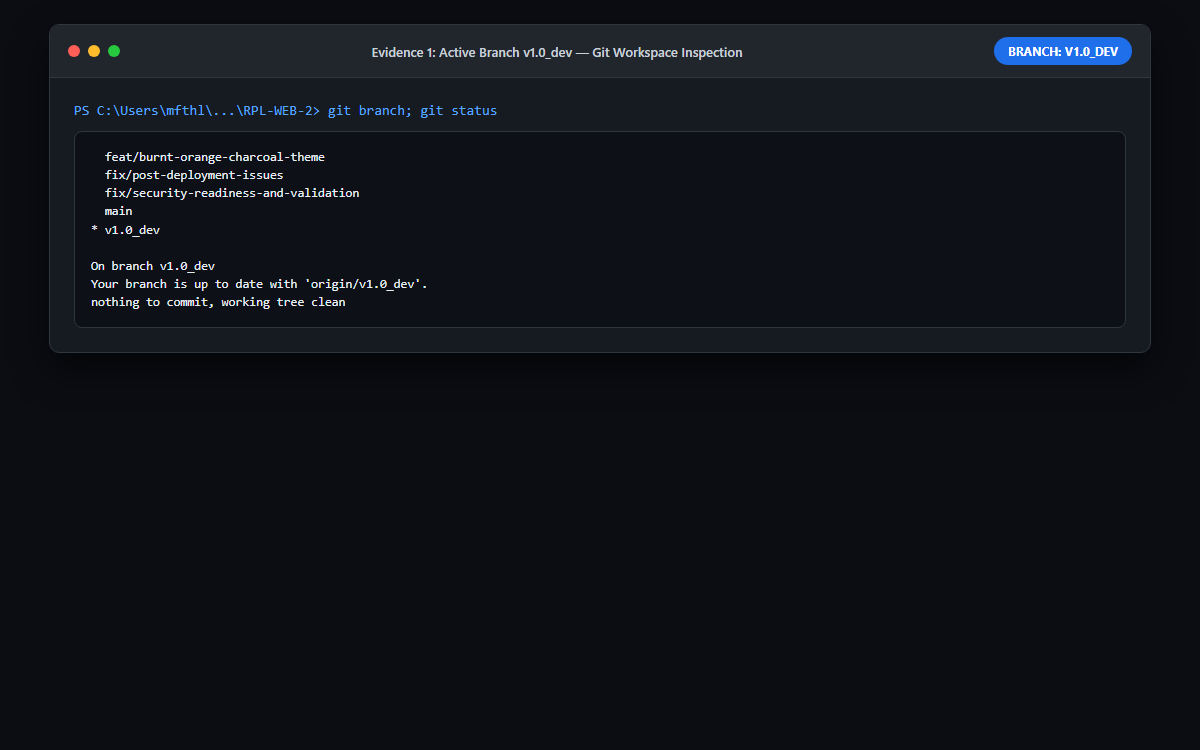 Evidence 1: Active Branch v1.0_dev — Git Workspace Inspection
BRANCH: V1.0_DEV
PS C:\Users\mfthl\...\RPL-WEB-2> git branch; git status
  feat/burnt-orange-charcoal-theme
  fix/post-deployment-issues
  fix/security-readiness-and-validation
  main
* v1.0_dev
On branch v1.0_dev
Your branch is up to date with 'origin/v1.0_dev'.
nothing to commit, working tree clean